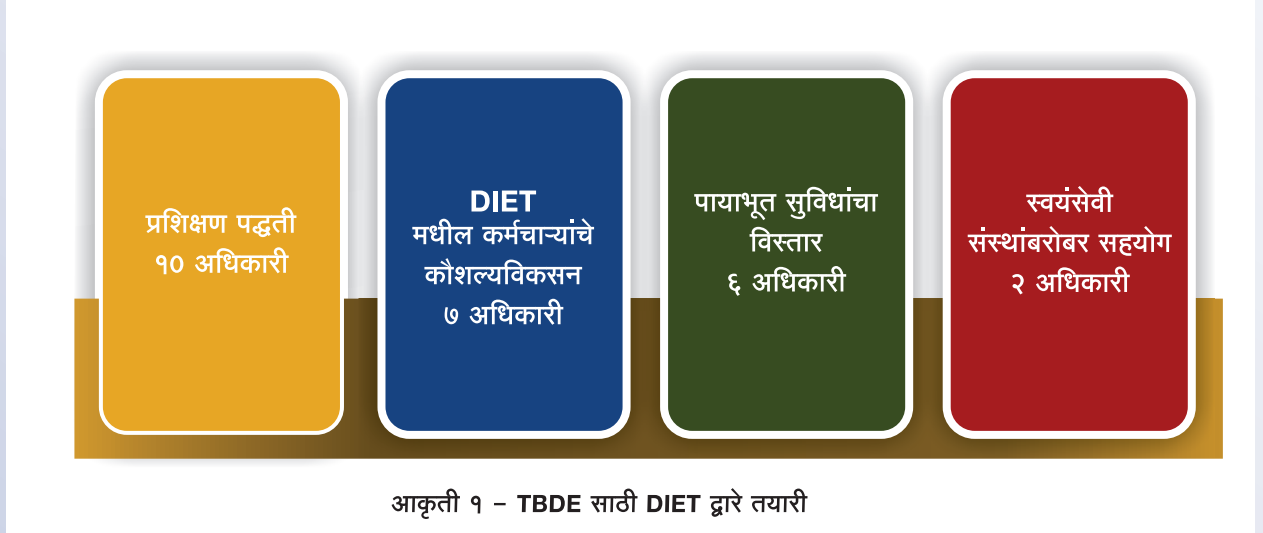 प्रशिक्षण पद्धती
१० अधिकारी
DIET
मधील कर्मचाऱ्यांचे
कौशल्यविकसन
७ अधिकारी
पायाभूत सुविधांचा
विस्तार
६ अधिकारी
स्वयंसेवी
संस्थांबरोबर सहयोग
२ अधिकारी
आकृती १ – TBDE साठी DIET द्वारे तयारी